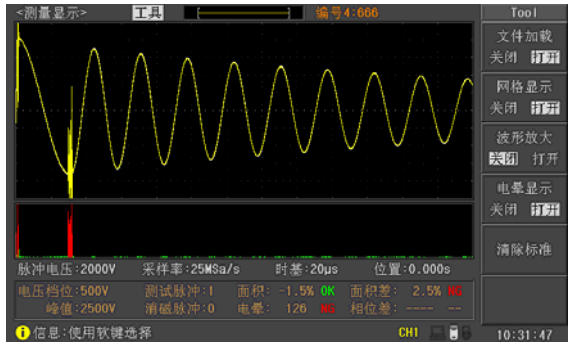 <测量显示> 工具 编号4:666 Tool
文件加载
关闭 打开
网格显示
关闭 打开
波形放大
关闭 打开
电晕显示
关闭 打开
清除标准
脉冲电压:2000V 采样率:25MSa/s 时基:20μs 位置:0.000s
电压档位:500V 测试脉冲:1 面积: -1.5% OK 面积差: 2.5% NG
峰值:2500V 消磁脉冲:0 电晕: 126 NG 相位差:---- --
信息:使用软键选择 CH1 10:31:47